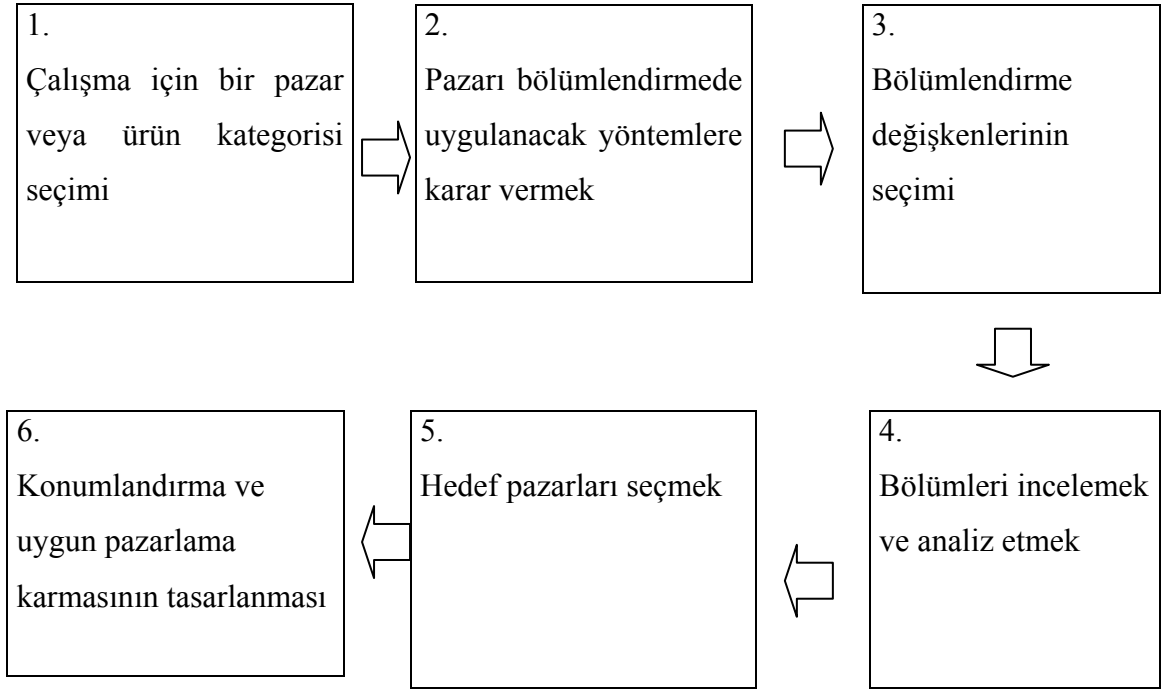 1.
Çalışma için bir pazar
veya ürün kategorisi
seçimi
2.
Pazarı bölümlendirmede
uygulanacak yöntemlere
karar vermek
3.
Bölümlendirme
değişkenlerinin
seçimi
4.
Bölümleri incelemek
ve analiz etmek
5.
Hedef pazarları seçmek
6.
Konumlandırma ve
uygun pazarlama
karmasının tasarlanması